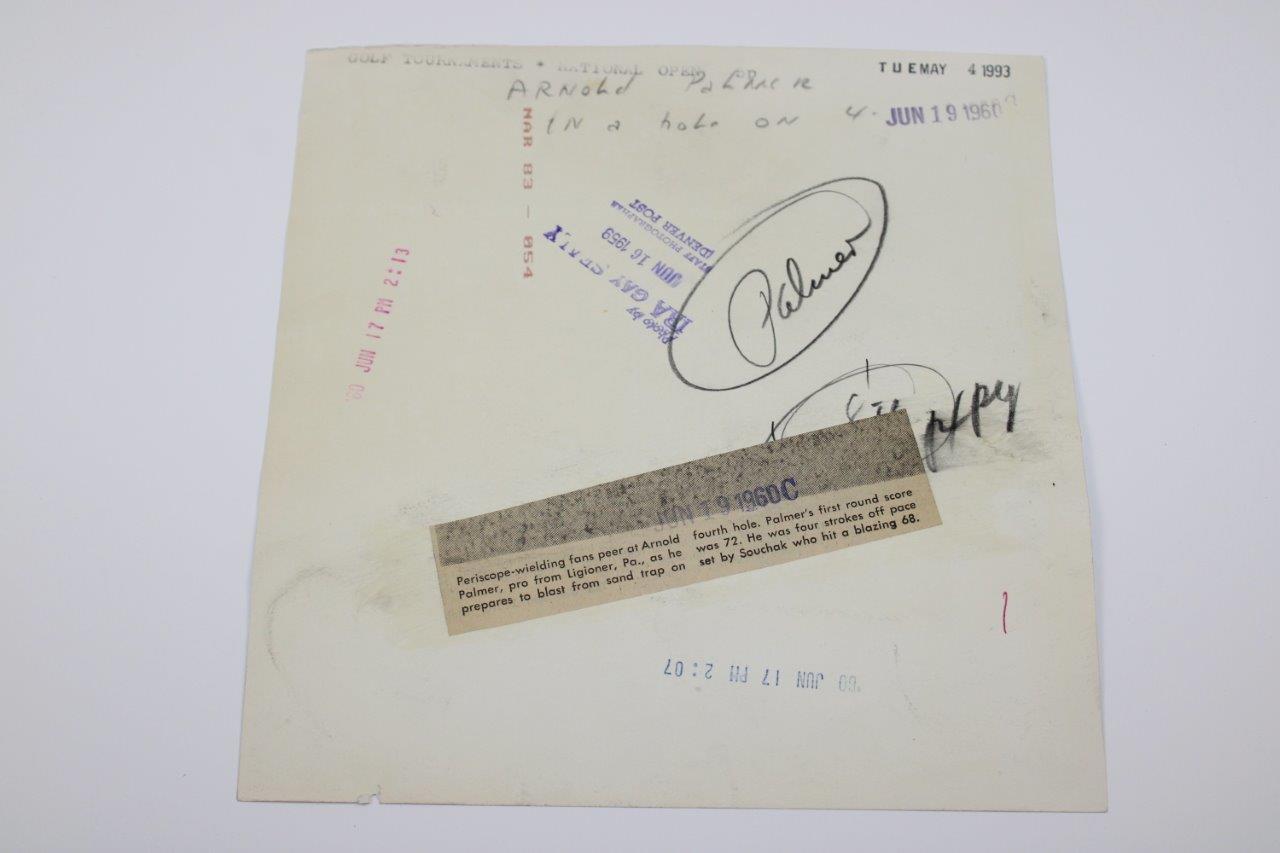 GOLF TOURNAMENTS * NATIONAL OPEN
TUE MAY 4 1993
ARNOLD PALMER
IN a hole ON 4.
JUN 19 1960
MAR 83 - 054
'60 JUN 17 PM 2:13
Photo by
IRA GAY SEALY
JUN 16 1959
STAFF PHOTOGRAPHER
DENVER POST
Palmer
JUN 19 1960C
Periscope-wielding fans peer at Arnold
Palmer, pro from Ligioner, Pa., as he
prepares to blast from sand trap on
fourth hole. Palmer's first round score
was 72. He was four strokes off pace
set by Souchak who hit a blazing 68.
'60 JUN 17 PM 2:07